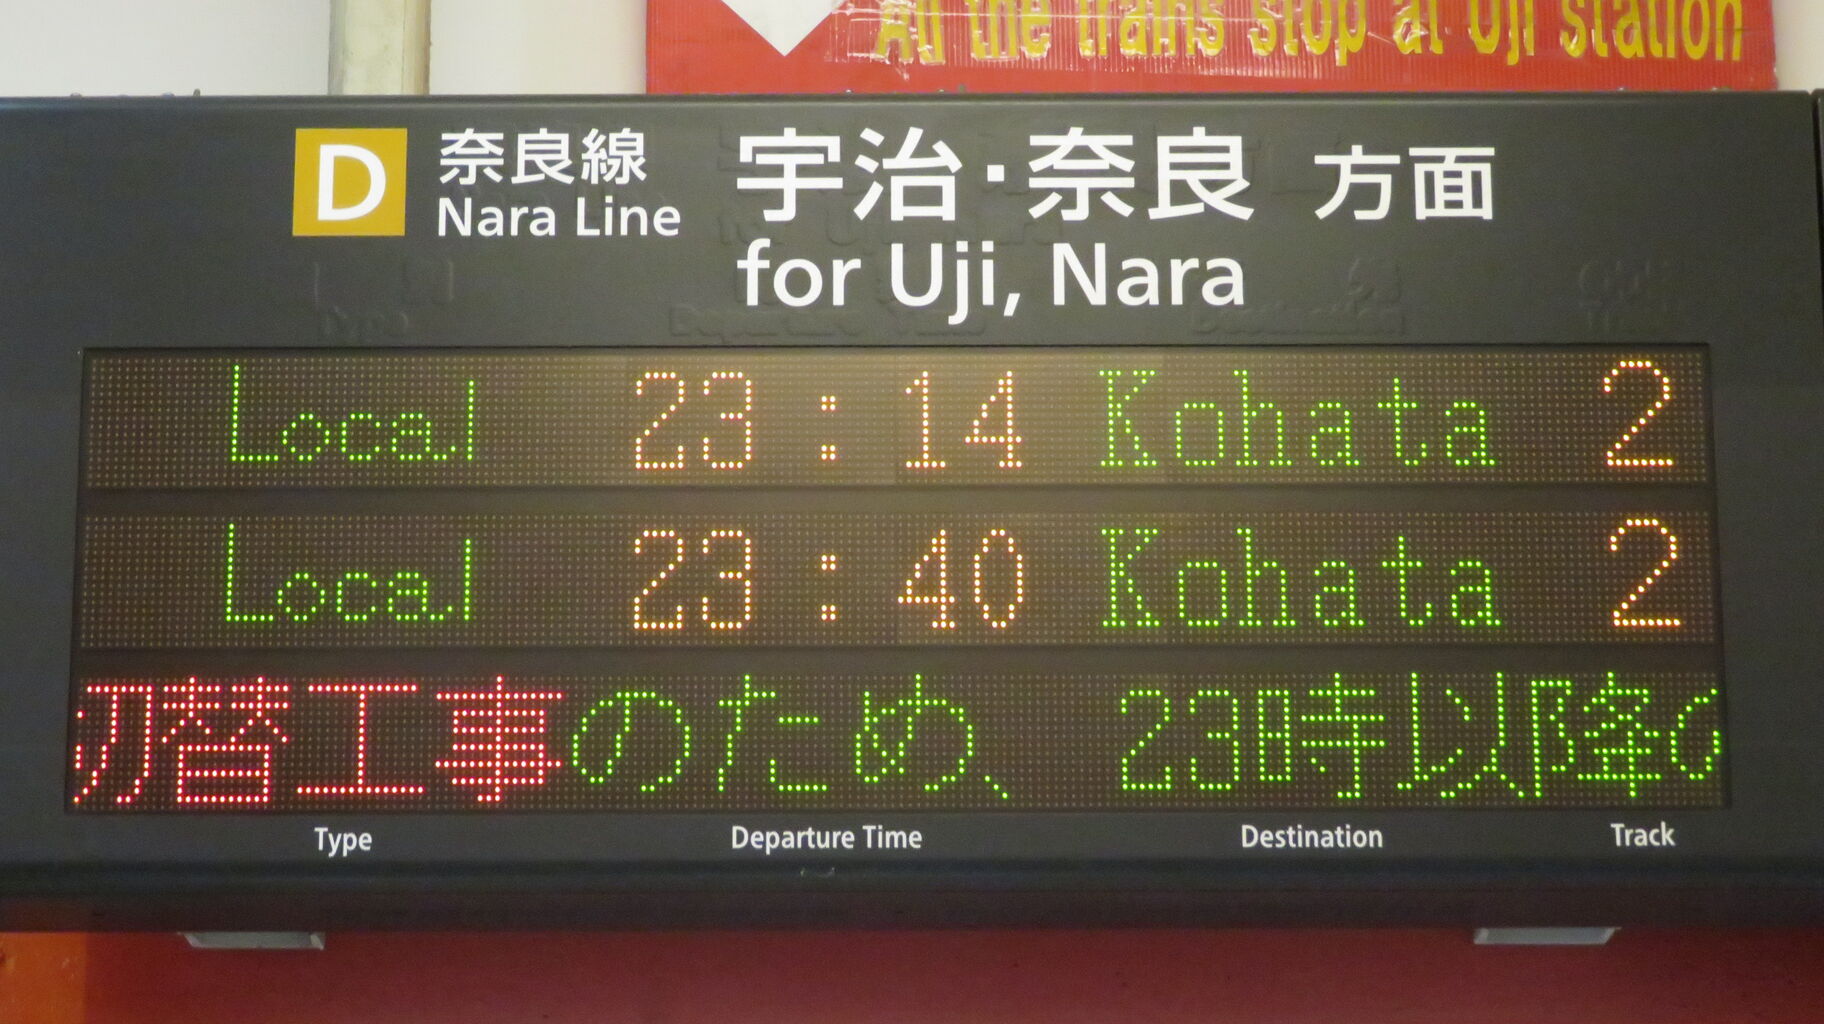 All the trains stop at Uji station
D 奈良線 宇治・奈良 方面
Nara Line for Uji, Nara
Local 23:14 Kohata 2
Local 23:40 Kohata 2
切替工事のため、23時以降の
Type Departure Time Destination Track